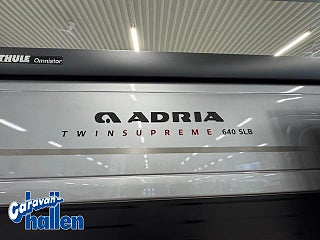 THULE Omnistor
ADRIA
TWINSUPREME 640 SLB
Caravan-
hallen